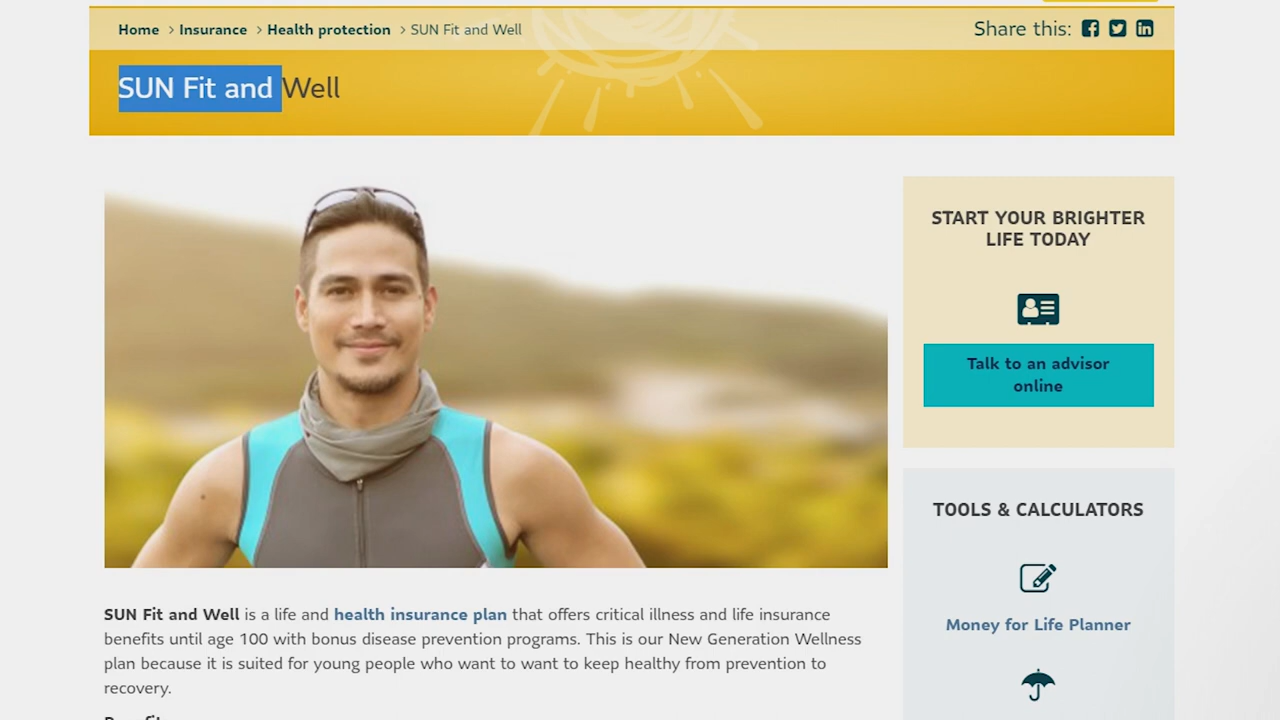 Home > Insurance > Health protection > SUN Fit and Well
Share this:
SUN Fit and Well
START YOUR BRIGHTER
LIFE TODAY
Talk to an advisor
online
TOOLS & CALCULATORS
Money for Life Planner
SUN Fit and Well is a life and health insurance plan that offers critical illness and life insurance
benefits until age 100 with bonus disease prevention programs. This is our New Generation Wellness
plan because it is suited for young people who want to want to keep healthy from prevention to
recovery.